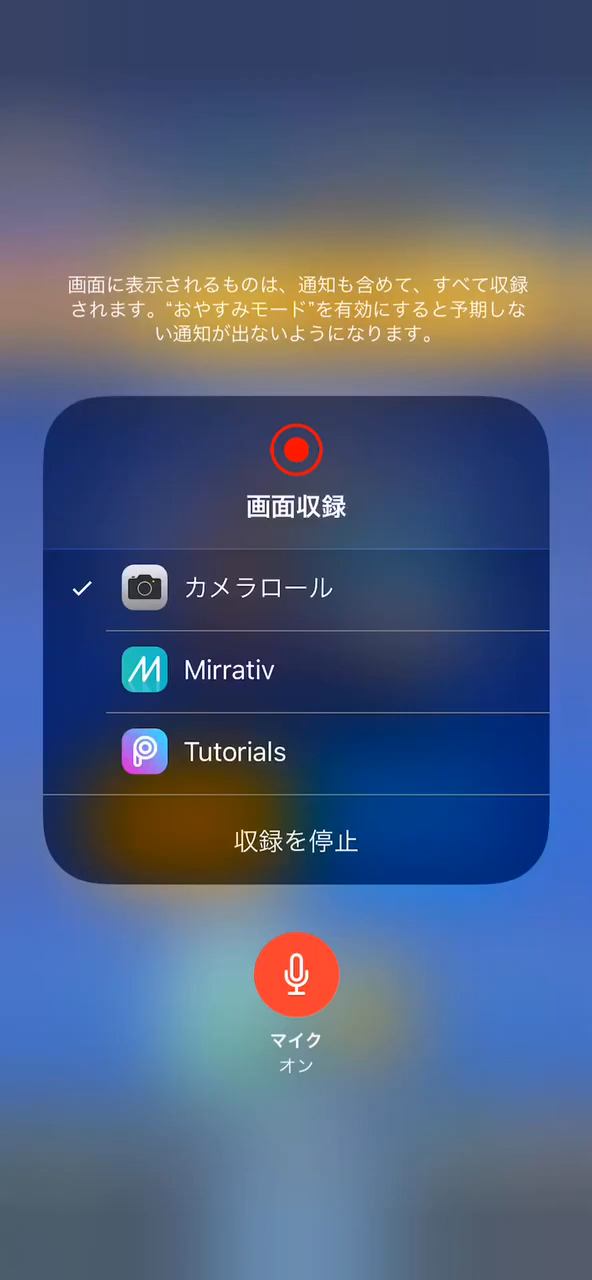 画面に表示されるものは、通知も含めて、すべて収録
されます。“おやすみモード”を有効にすると予期しな
い通知が出ないようになります。
画面収録
カメラロール
Mirrativ
Tutorials
収録を停止
マイク
オン